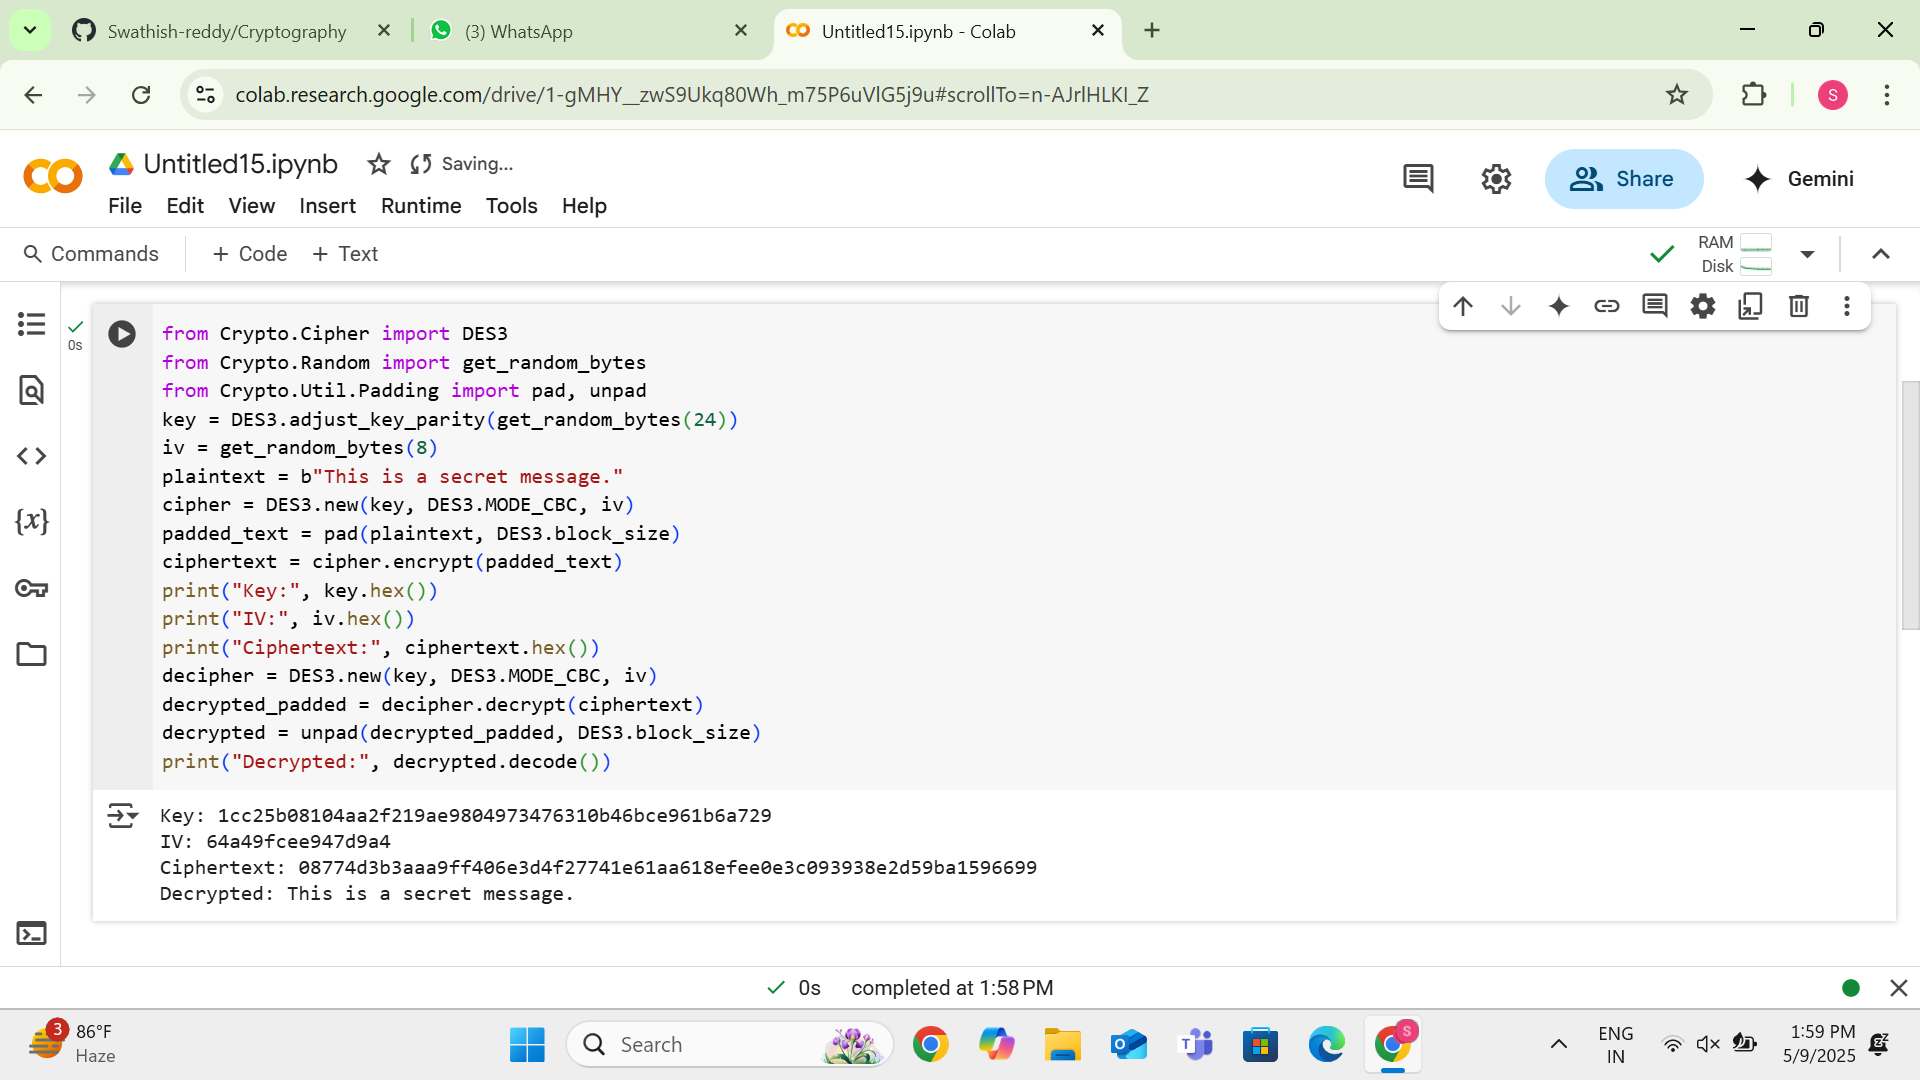 Swathish-reddy/Cryptography
(3) WhatsApp
Untitled15.ipynb - Colab
colab.research.google.com/drive/1-gMHY__zwS9Ukq80Wh_m75P6uVlG5j9u#scrollTo=n-AJrlHLKI_Z
S
Untitled15.ipynb
Saving...
File Edit View Insert Runtime Tools Help
Share
Gemini
Commands
+ Code + Text
RAM
Disk
0s
from Crypto.Cipher import DES3
from Crypto.Random import get_random_bytes
from Crypto.Util.Padding import pad, unpad
key = DES3.adjust_key_parity(get_random_bytes(24))
iv = get_random_bytes(8)
plaintext = b"This is a secret message."
cipher = DES3.new(key, DES3.MODE_CBC, iv)
padded_text = pad(plaintext, DES3.block_size)
ciphertext = cipher.encrypt(padded_text)
print("Key:", key.hex())
print("IV:", iv.hex())
print("Ciphertext:", ciphertext.hex())
decipher = DES3.new(key, DES3.MODE_CBC, iv)
decrypted_padded = decipher.decrypt(ciphertext)
decrypted = unpad(decrypted_padded, DES3.block_size)
print("Decrypted:", decrypted.decode())
Key: 1cc25b08104aa2f219ae9804973476310b46bce961b6a729
IV: 64a49fcee947d9a4
Ciphertext: 08774d3b3aaa9ff406e3d4f27741e61aa618efee0e3c093938e2d59ba1596699
Decrypted: This is a secret message.
0s completed at 1:58 PM
3
86°F
Haze
Search
S
ENG
IN
1:59 PM
5/9/2025